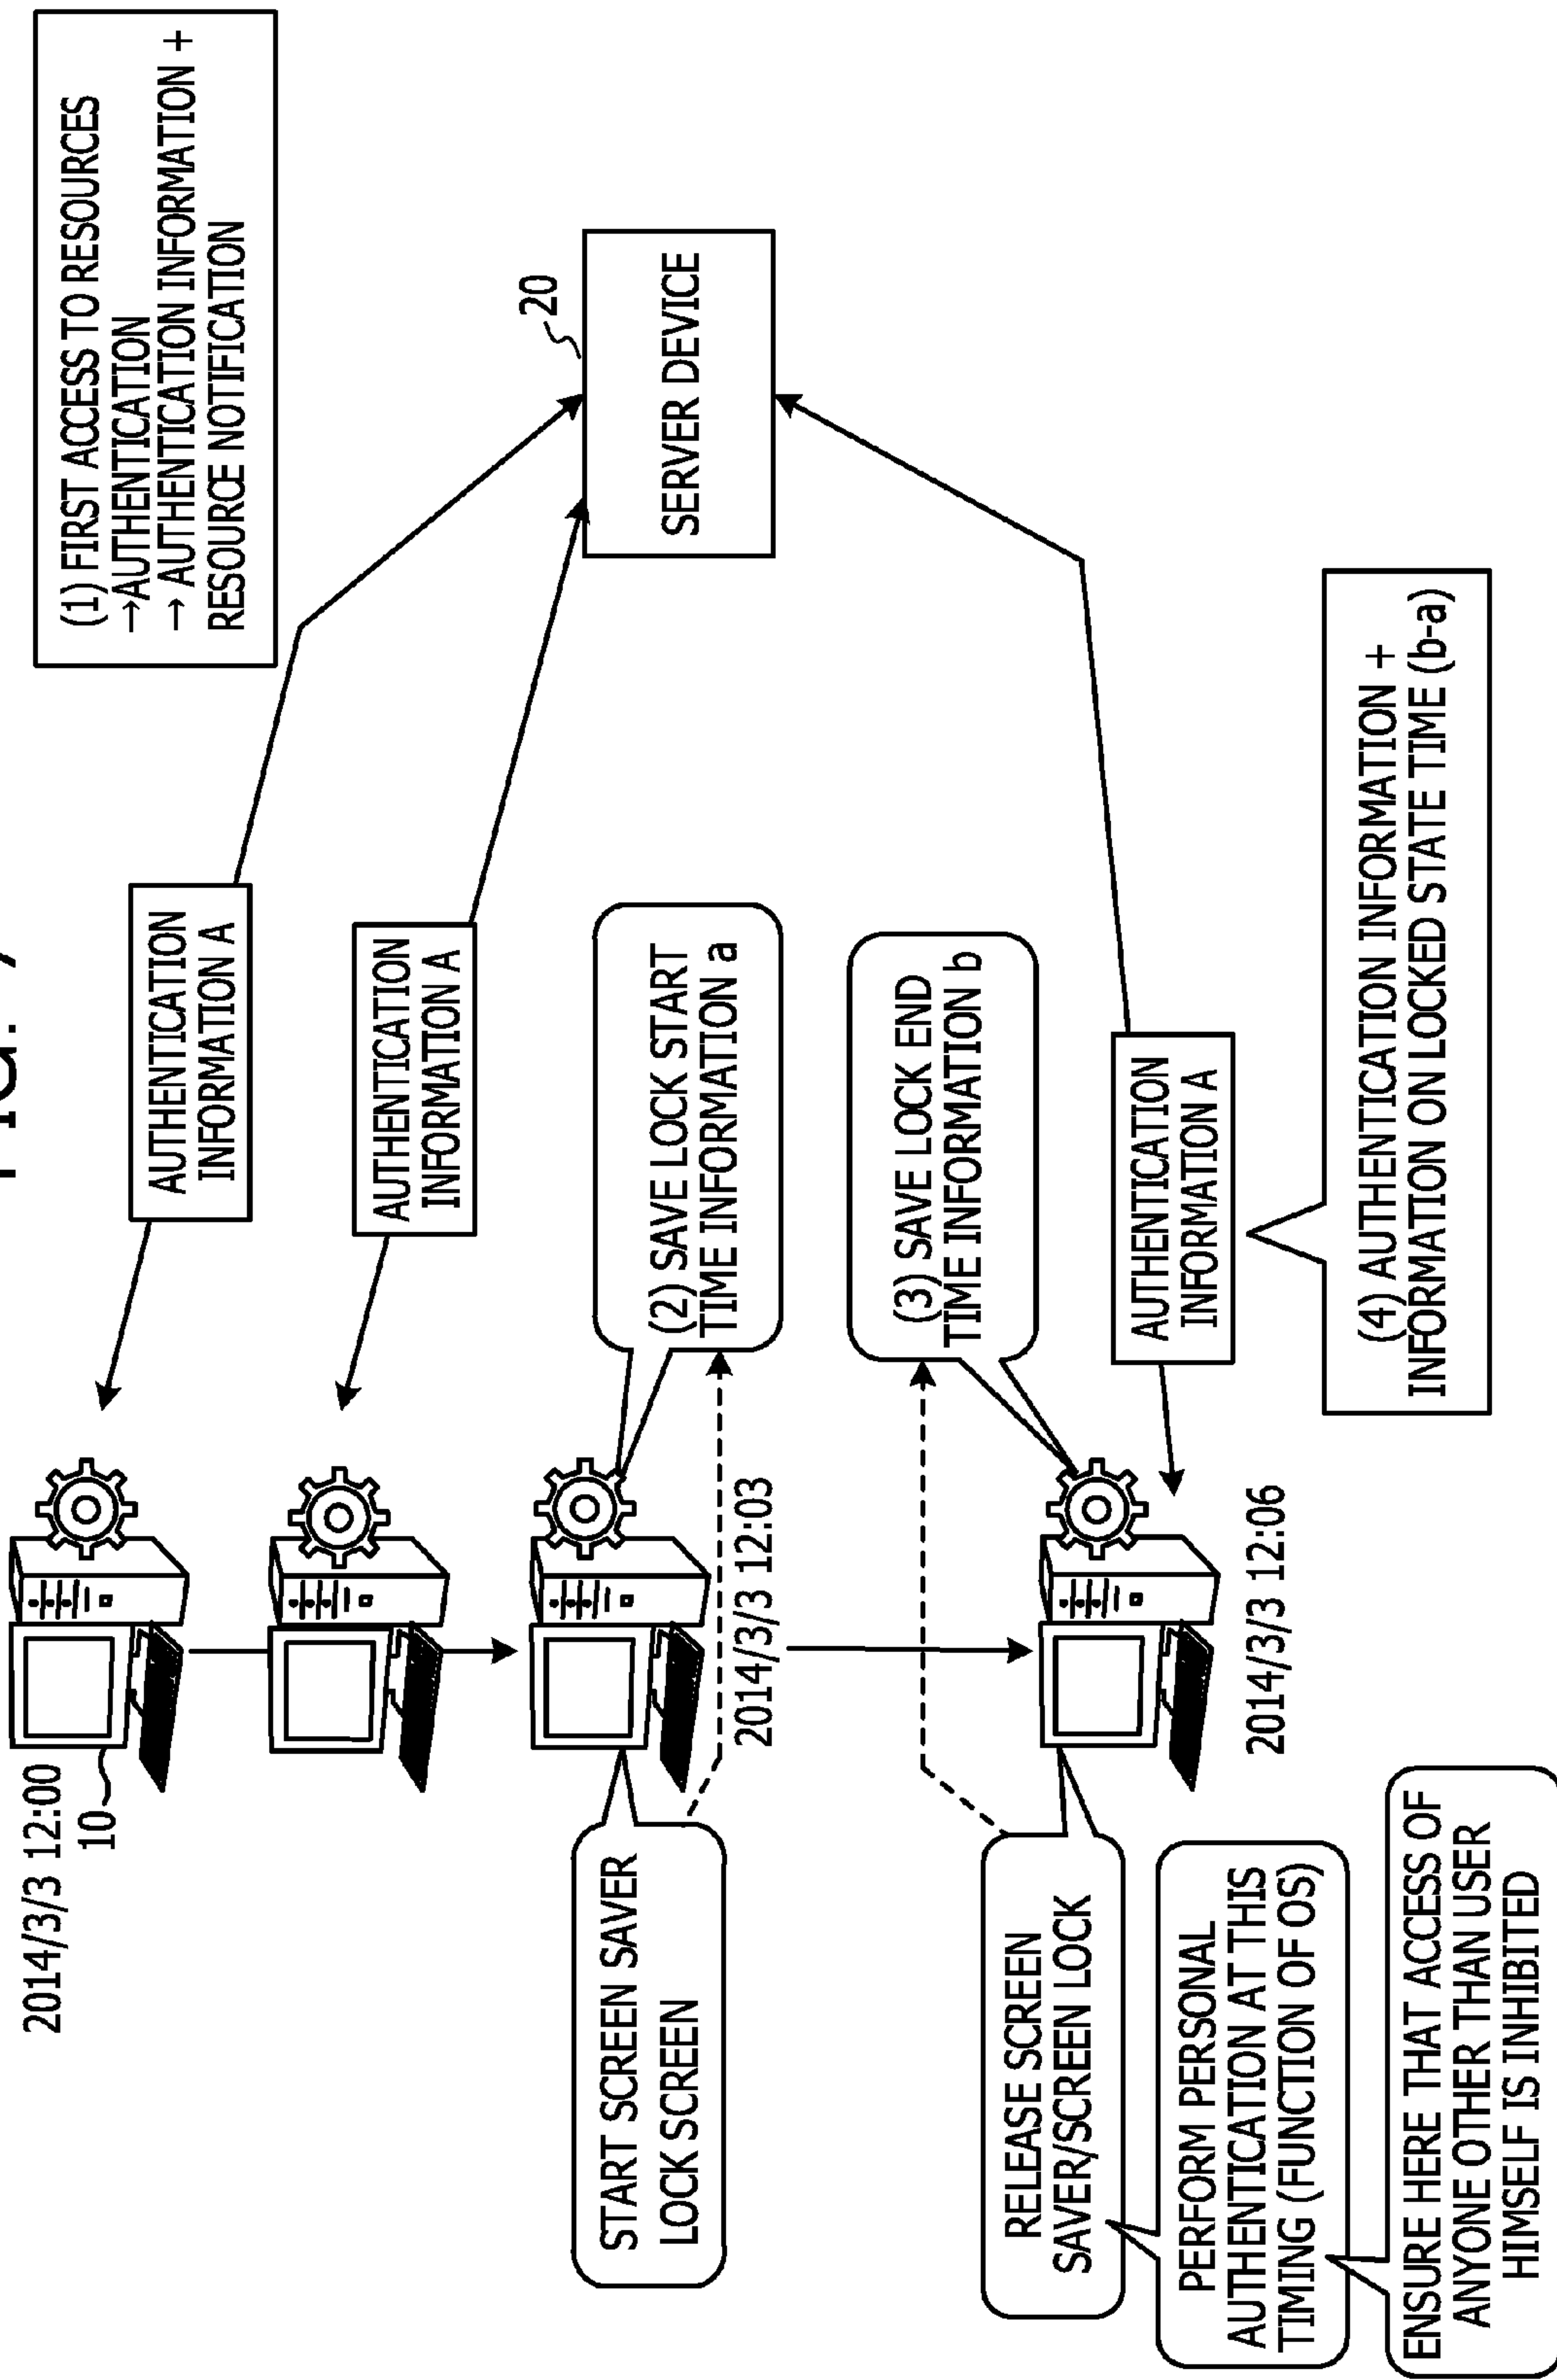 2014/3/3 12:00
10
AUTHENTICATION
INFORMATION A
(1) FIRST ACCESS TO RESOURCES
→AUTHENTICATION
→ AUTHENTICATION INFORMATION +
RESOURCE NOTIFICATION
AUTHENTICATION
INFORMATION A
20
SERVER DEVICE
START SCREEN SAVER
LOCK SCREEN
(2) SAVE LOCK START
TIME INFORMATION a
2014/3/3 12:03
(3) SAVE LOCK END
TIME INFORMATION b
RELEASE SCREEN
SAVER/SCREEN LOCK
AUTHENTICATION
INFORMATION A
PERFORM PERSONAL
AUTHENTICATION AT THIS
TIMING (FUNCTION OF OS)
2014/3/3 12:06
(4) AUTHENTICATION INFORMATION +
INFORMATION ON LOCKED STATE TIME (b-a)
ENSURE HERE THAT ACCESS OF
ANYONE OTHER THAN USER
HIMSELF IS INHIBITED